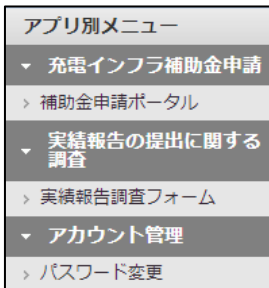 アプリ別メニュー
充電インフラ補助金申請
補助金申請ポータル
実績報告の提出に関する
調査
実績報告調査フォーム
アカウント管理
パスワード変更